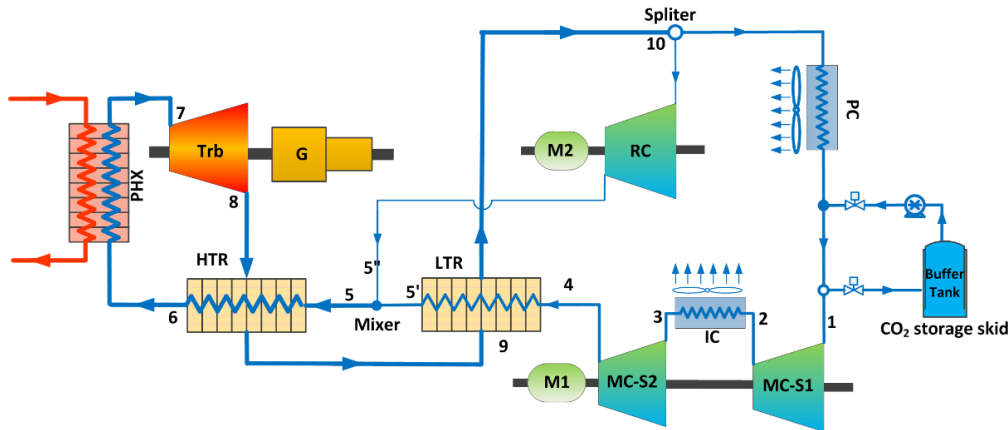 Spliter
10
7
PC
Trb
G
M2
RC
PHX
8
HTR
5"
LTR
5'
4
5
6
Mixer
3
2
IC
1
9
Buffer
Tank
CO₂ storage skid
M1
MC-S2
MC-S1